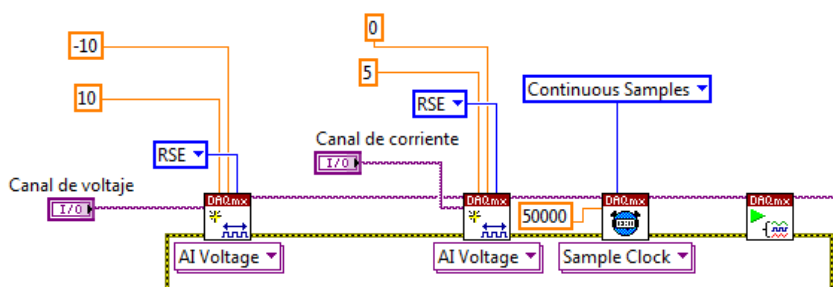 -10
10
RSE
Canal de voltaje
I/O
DAQmx
AI Voltage
0
5
RSE
Canal de corriente
I/O
DAQmx
AI Voltage
Continuous Samples
50000
DAQmx
Sample Clock
DAQmx